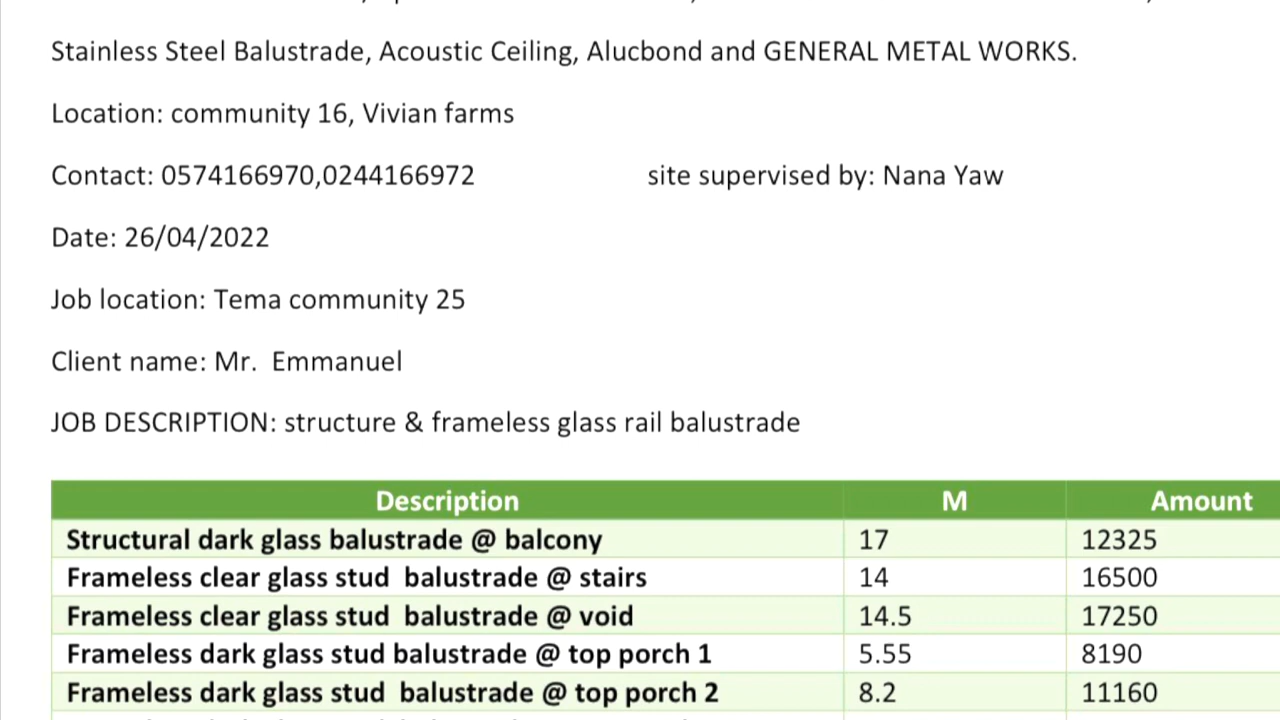 Stainless Steel Balustrade, Acoustic Ceiling, Alucbond and GENERAL METAL WORKS.
Location: community 16, Vivian farms
Contact: 0574166970,0244166972 site supervised by: Nana Yaw
Date: 26/04/2022
Job location: Tema community 25
Client name: Mr.  Emmanuel
JOB DESCRIPTION: structure & frameless glass rail balustrade
Description M Amount
Structural dark glass balustrade @ balcony 17 12325
Frameless clear glass stud  balustrade @ stairs 14 16500
Frameless clear glass stud  balustrade @ void 14.5 17250
Frameless dark glass stud balustrade @ top porch 1 5.55 8190
Frameless dark glass stud  balustrade @ top porch 2 8.2 11160